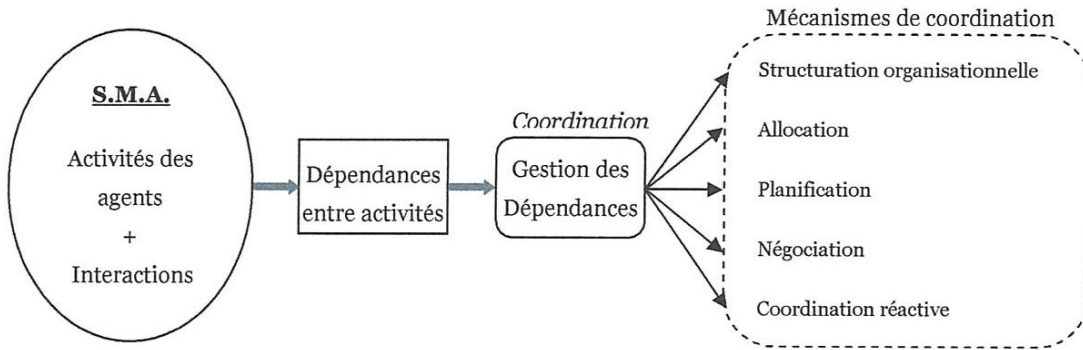 Mécanismes de coordination
S.M.A.
Activités des
agents
+
Interactions
Dépendances
entre activités
Coordination
Gestion des
Dépendances
Structuration organisationnelle
Allocation
Planification
Négociation
Coordination réactive